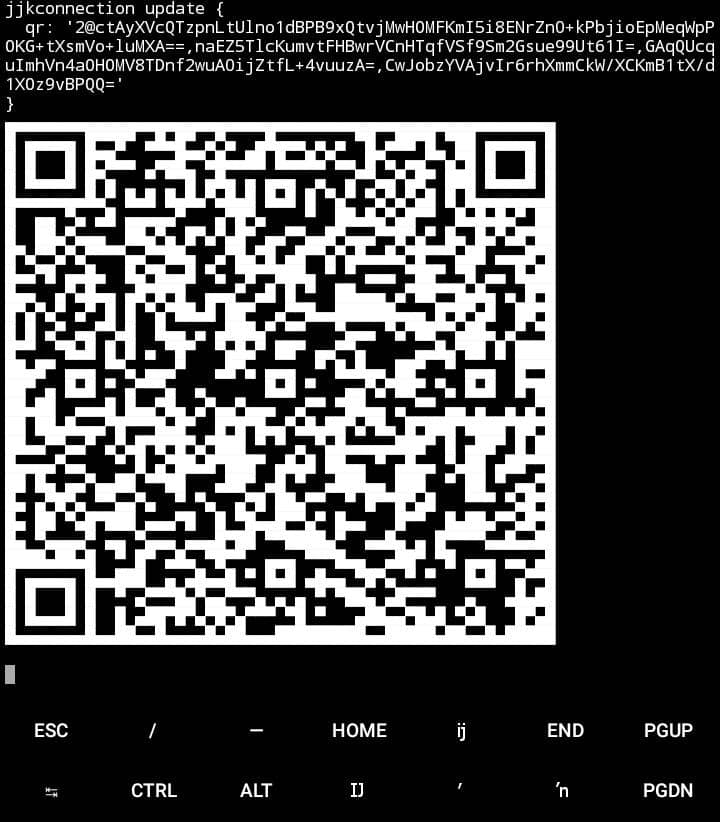 jjkconnection update {
qr: '2@ctAyXVcQTzpnLtUlno1dBPB9xQtvjMwHOMFKmI5i8ENrZnO+kPbjioEpMeqWpP
OKG+tXsmVo+luMXA==,naEZ5TlcKumvtFHBwrVCnHTqfVSf9Sm2Gsue99Ut61I=,GAqQUcq
uImhVn4aOHOMV8TDnf2wuAOijZtfL+4vuuzA=,CwJobzYVAjvIr6rhXmmCkW/XCKmB1tX/d
1XOz9vBPQQ='
}
ESC / — HOME ij END PGUP
↹ CTRL ALT IJ ′ ŉ PGDN